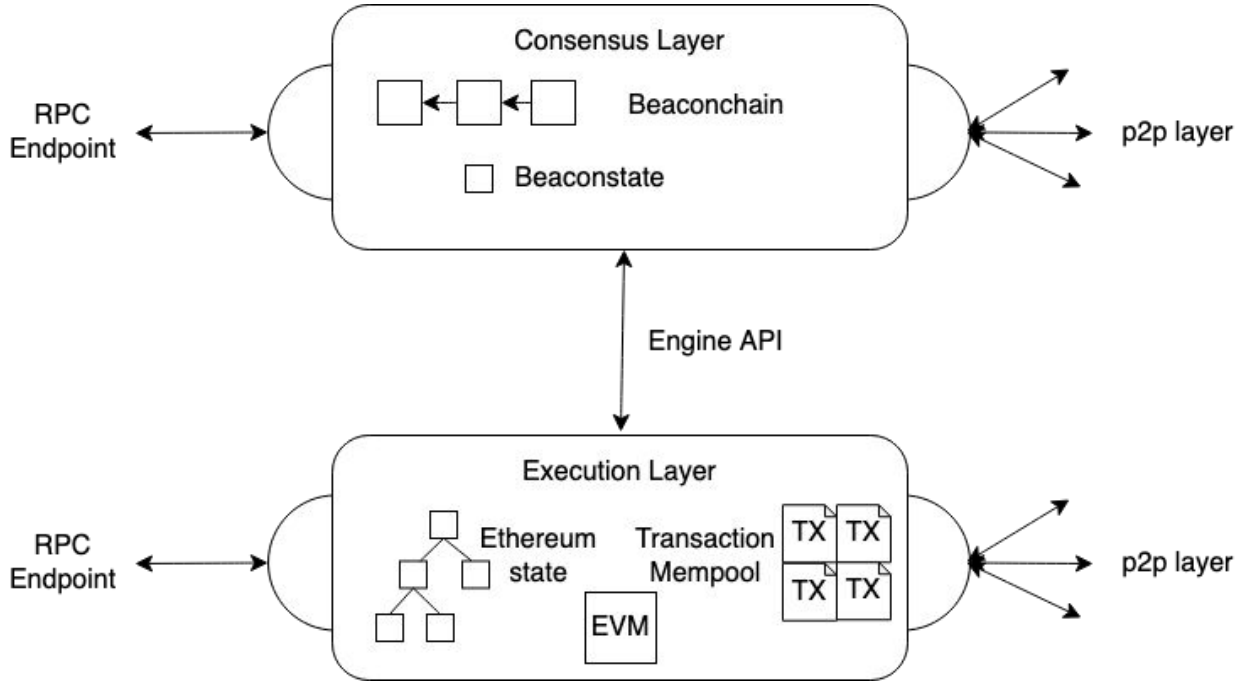 Consensus Layer
RPC
Endpoint
Beaconchain
p2p layer
Beaconstate
Engine API
Execution Layer
RPC
Endpoint
Ethereum
state
Transaction
Mempool
TX TX
TX TX
EVM
p2p layer